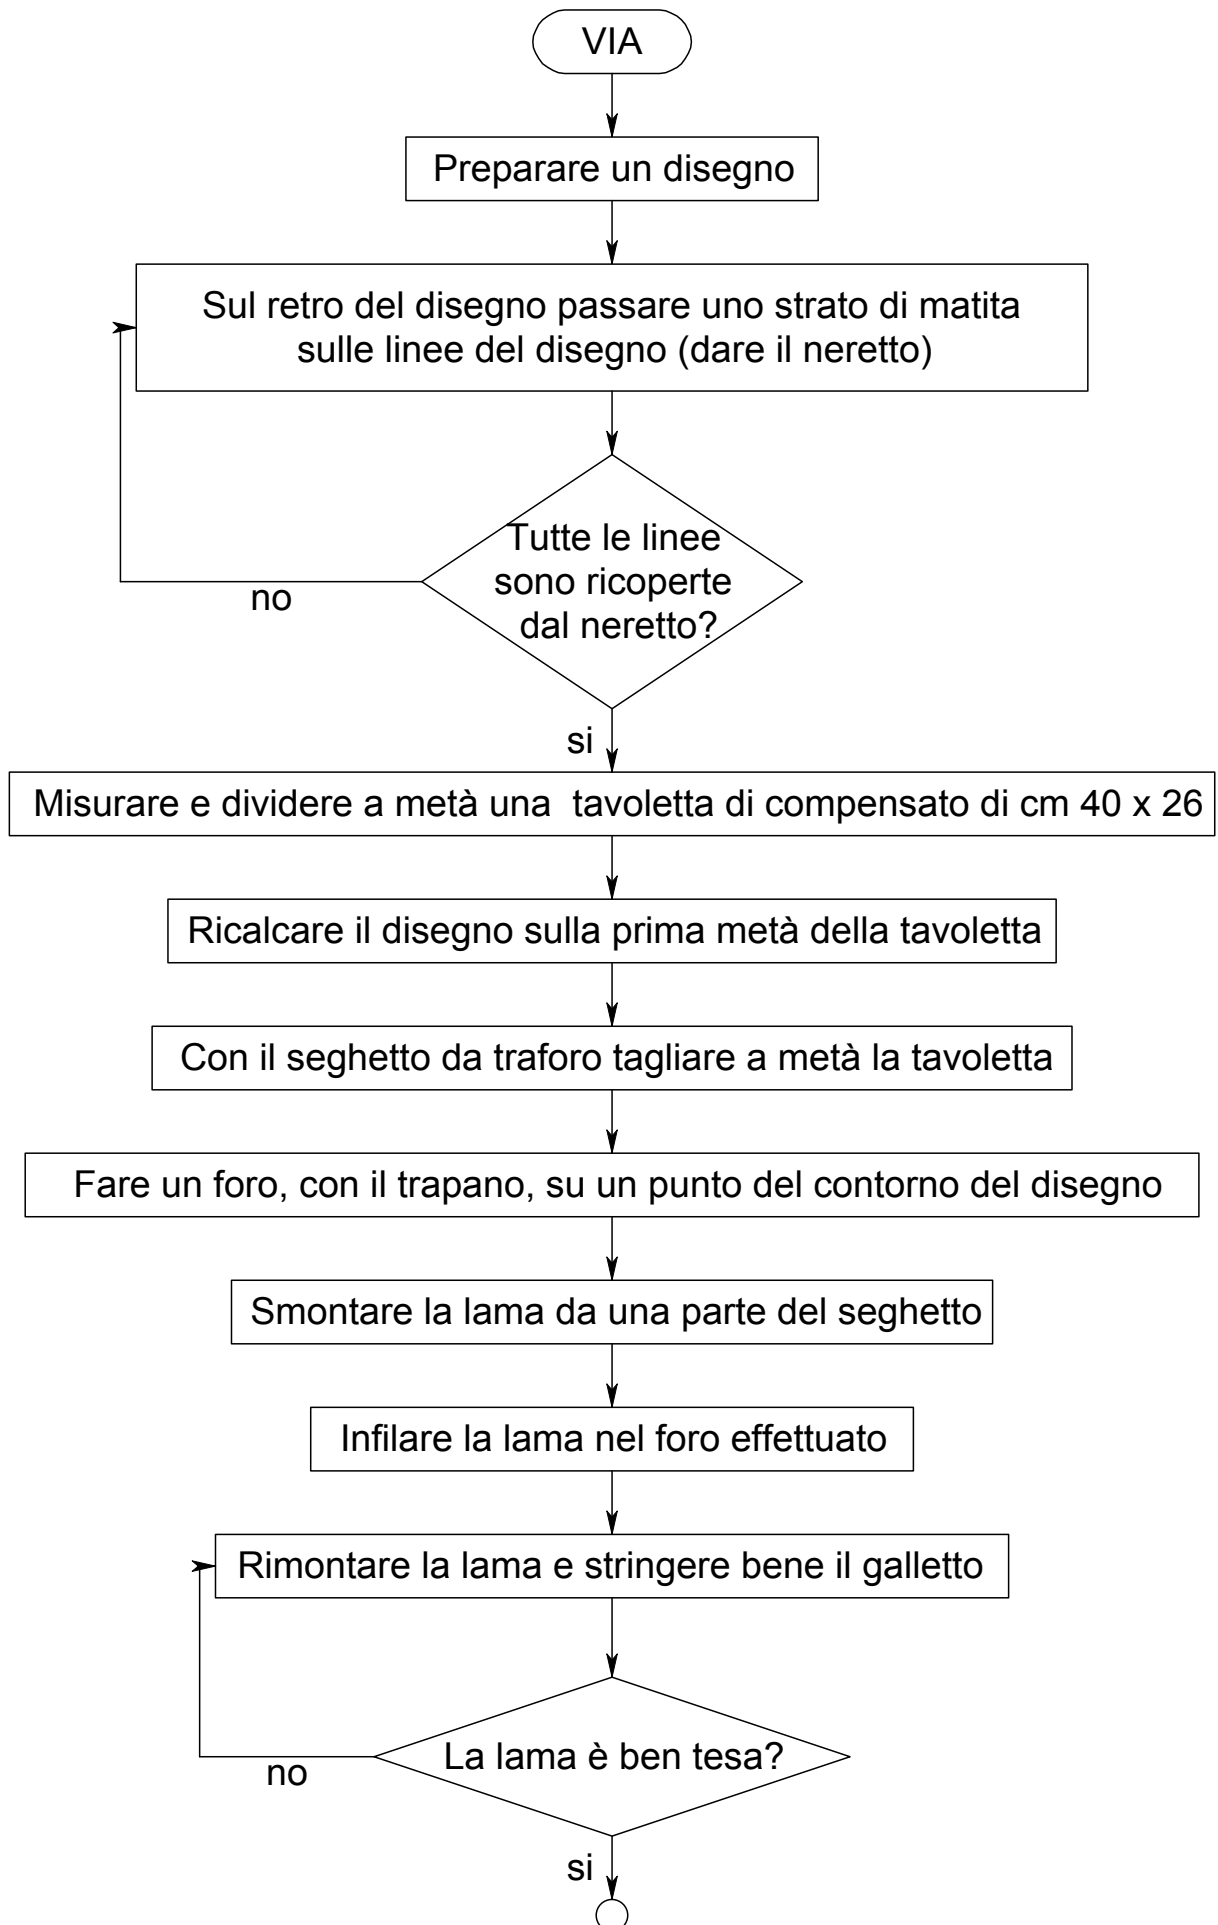 VIA
Preparare un disegno
Sul retro del disegno passare uno strato di matita
sulle linee del disegno (dare il neretto)
Tutte le linee
sono ricoperte
dal neretto?
no
si
Misurare e dividere a metà una tavoletta di compensato di cm 40 x 26
Ricalcare il disegno sulla prima metà della tavoletta
Con il seghetto da traforo tagliare a metà la tavoletta
Fare un foro, con il trapano, su un punto del contorno del disegno
Smontare la lama da una parte del seghetto
Infilare la lama nel foro effettuato
Rimontare la lama e stringere bene il galletto
La lama è ben tesa?
no
si